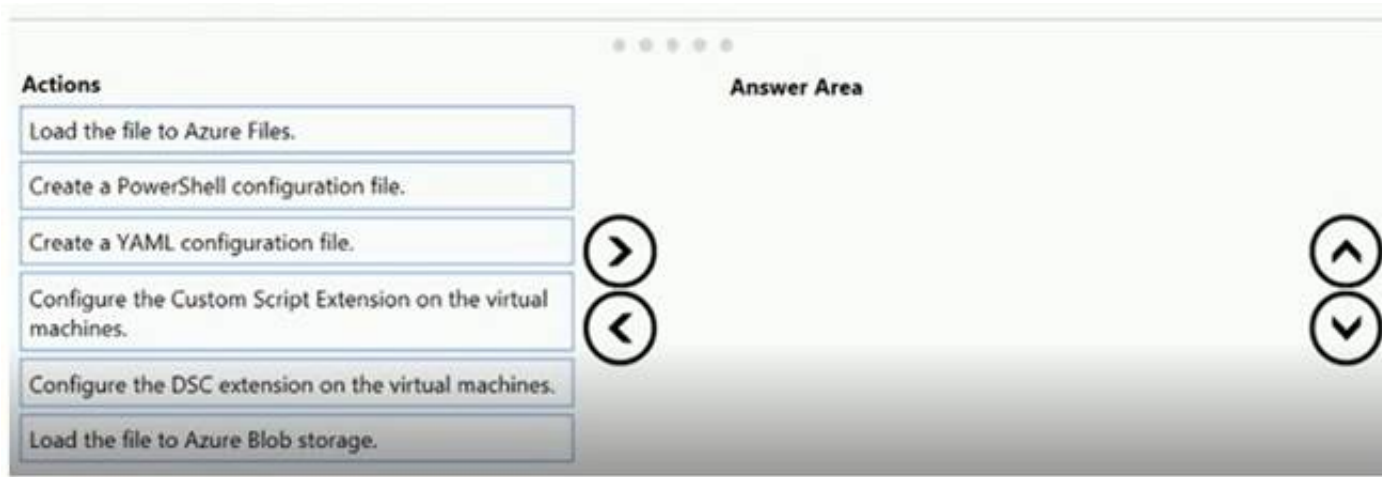 Actions
Answer Area
Load the file to Azure Files.
Create a PowerShell configuration file.
Create a YAML configuration file.
Configure the Custom Script Extension on the virtual
machines.
Configure the DSC extension on the virtual machines.
Load the file to Azure Blob storage.